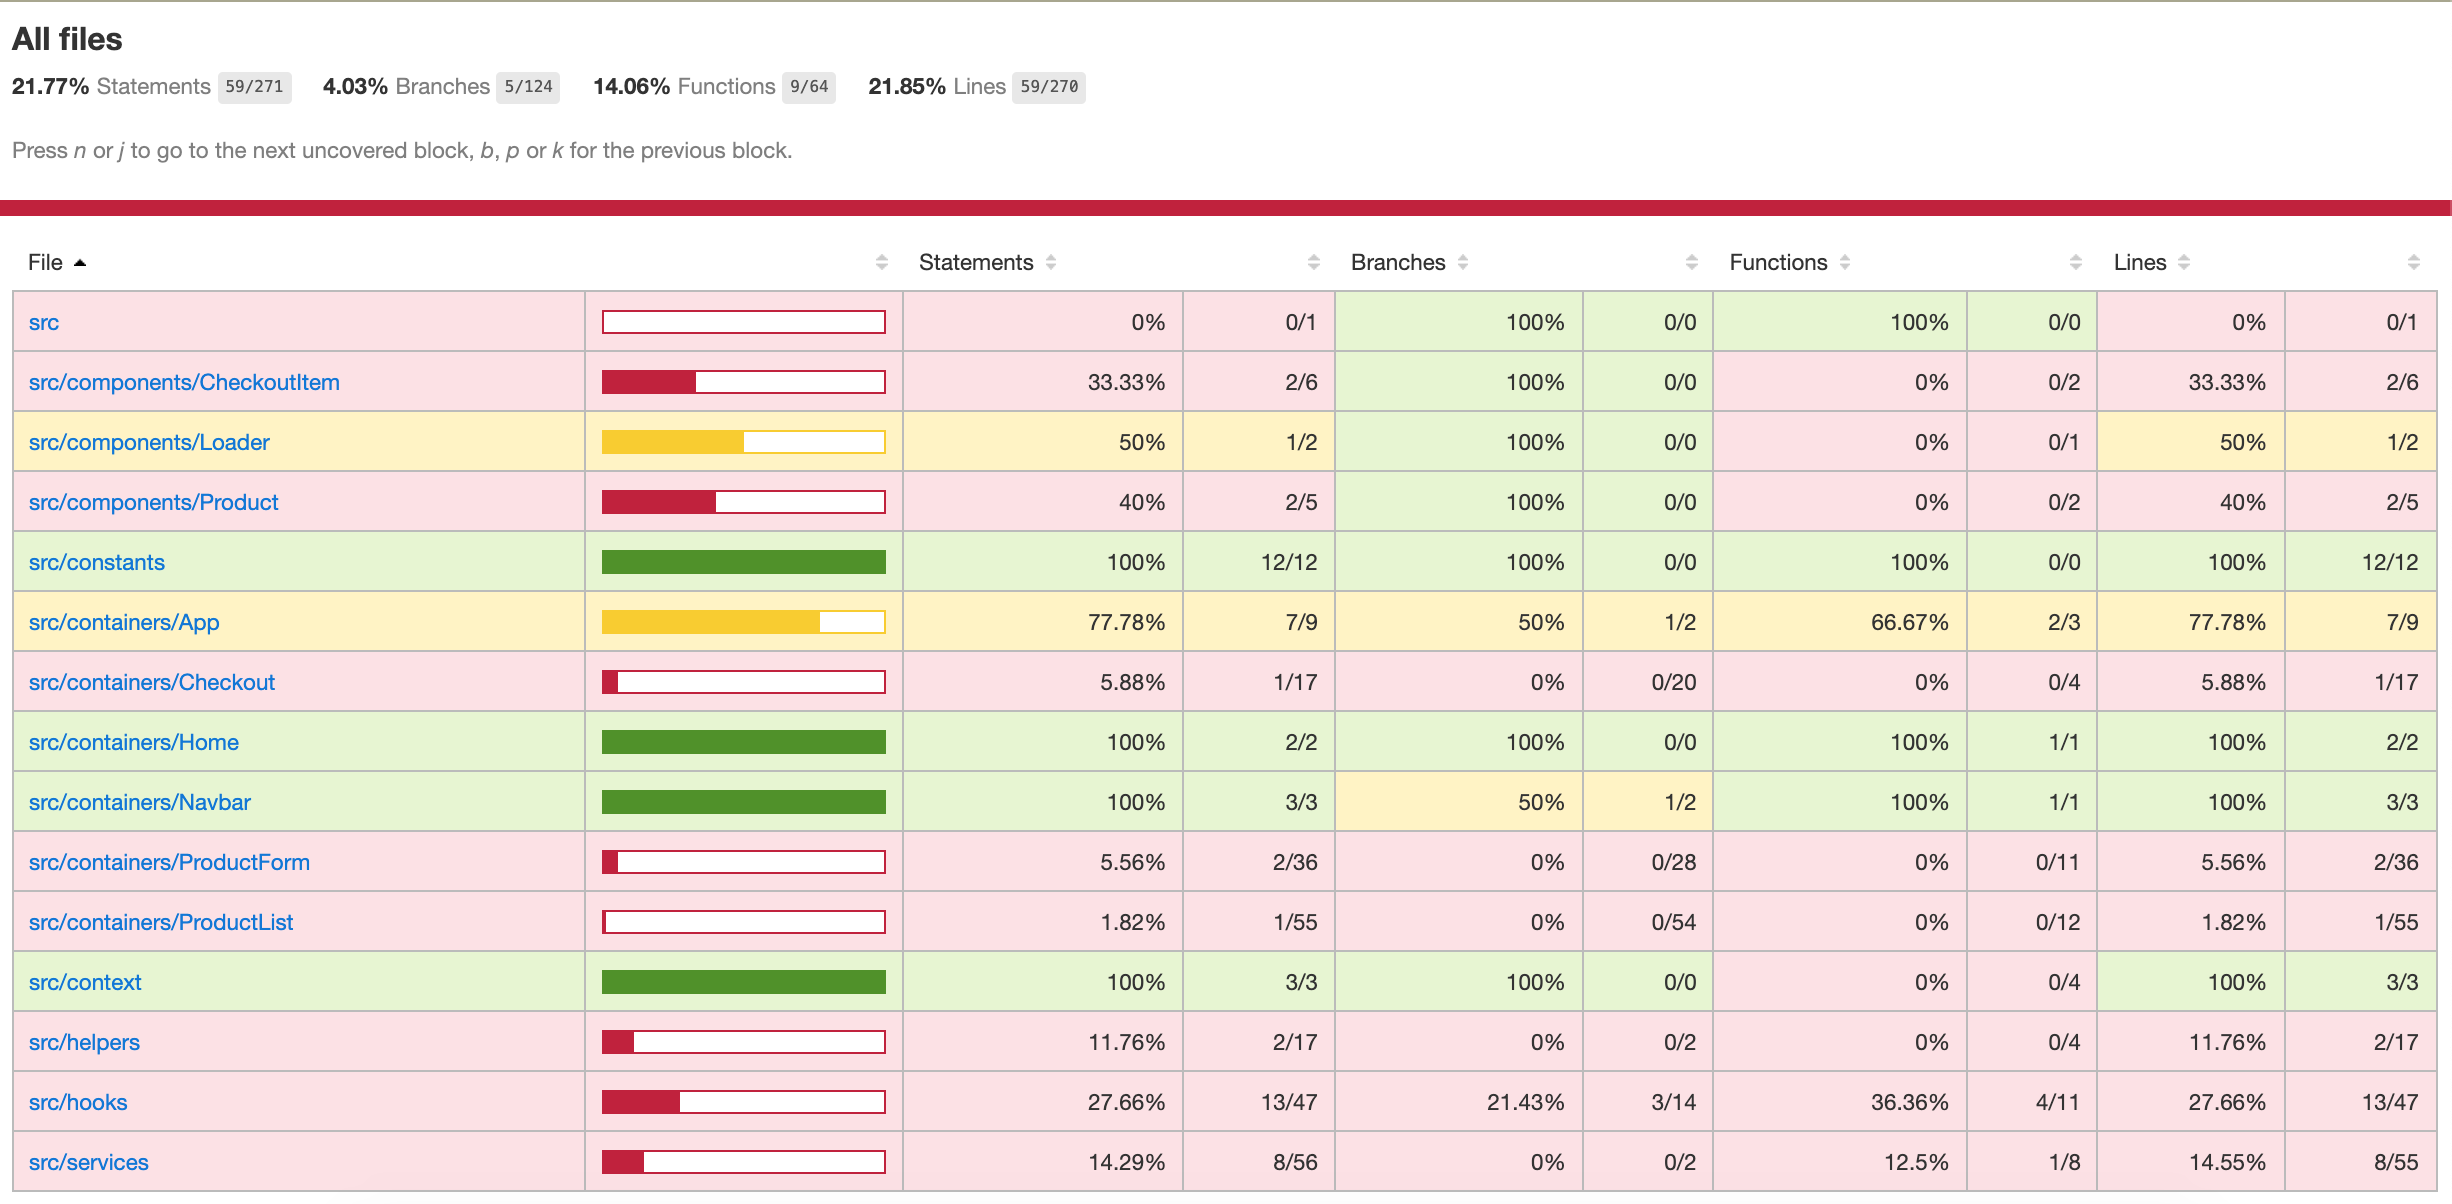 All files
21.77% Statements 59/271 4.03% Branches 5/124 14.06% Functions 9/64 21.85% Lines 59/270
Press n or j to go to the next uncovered block, b, p or k for the previous block.
File Statements Branches Functions Lines
src 0% 0/1 100% 0/0 100% 0/0 0% 0/1
src/components/CheckoutItem 33.33% 2/6 100% 0/0 0% 0/2 33.33% 2/6
src/components/Loader 50% 1/2 100% 0/0 0% 0/1 50% 1/2
src/components/Product 40% 2/5 100% 0/0 0% 0/2 40% 2/5
src/constants 100% 12/12 100% 0/0 100% 0/0 100% 12/12
src/containers/App 77.78% 7/9 50% 1/2 66.67% 2/3 77.78% 7/9
src/containers/Checkout 5.88% 1/17 0% 0/20 0% 0/4 5.88% 1/17
src/containers/Home 100% 2/2 100% 0/0 100% 1/1 100% 2/2
src/containers/Navbar 100% 3/3 50% 1/2 100% 1/1 100% 3/3
src/containers/ProductForm 5.56% 2/36 0% 0/28 0% 0/11 5.56% 2/36
src/containers/ProductList 1.82% 1/55 0% 0/54 0% 0/12 1.82% 1/55
src/context 100% 3/3 100% 0/0 0% 0/4 100% 3/3
src/helpers 11.76% 2/17 0% 0/2 0% 0/4 11.76% 2/17
src/hooks 27.66% 13/47 21.43% 3/14 36.36% 4/11 27.66% 13/47
src/services 14.29% 8/56 0% 0/2 12.5% 1/8 14.55% 8/55